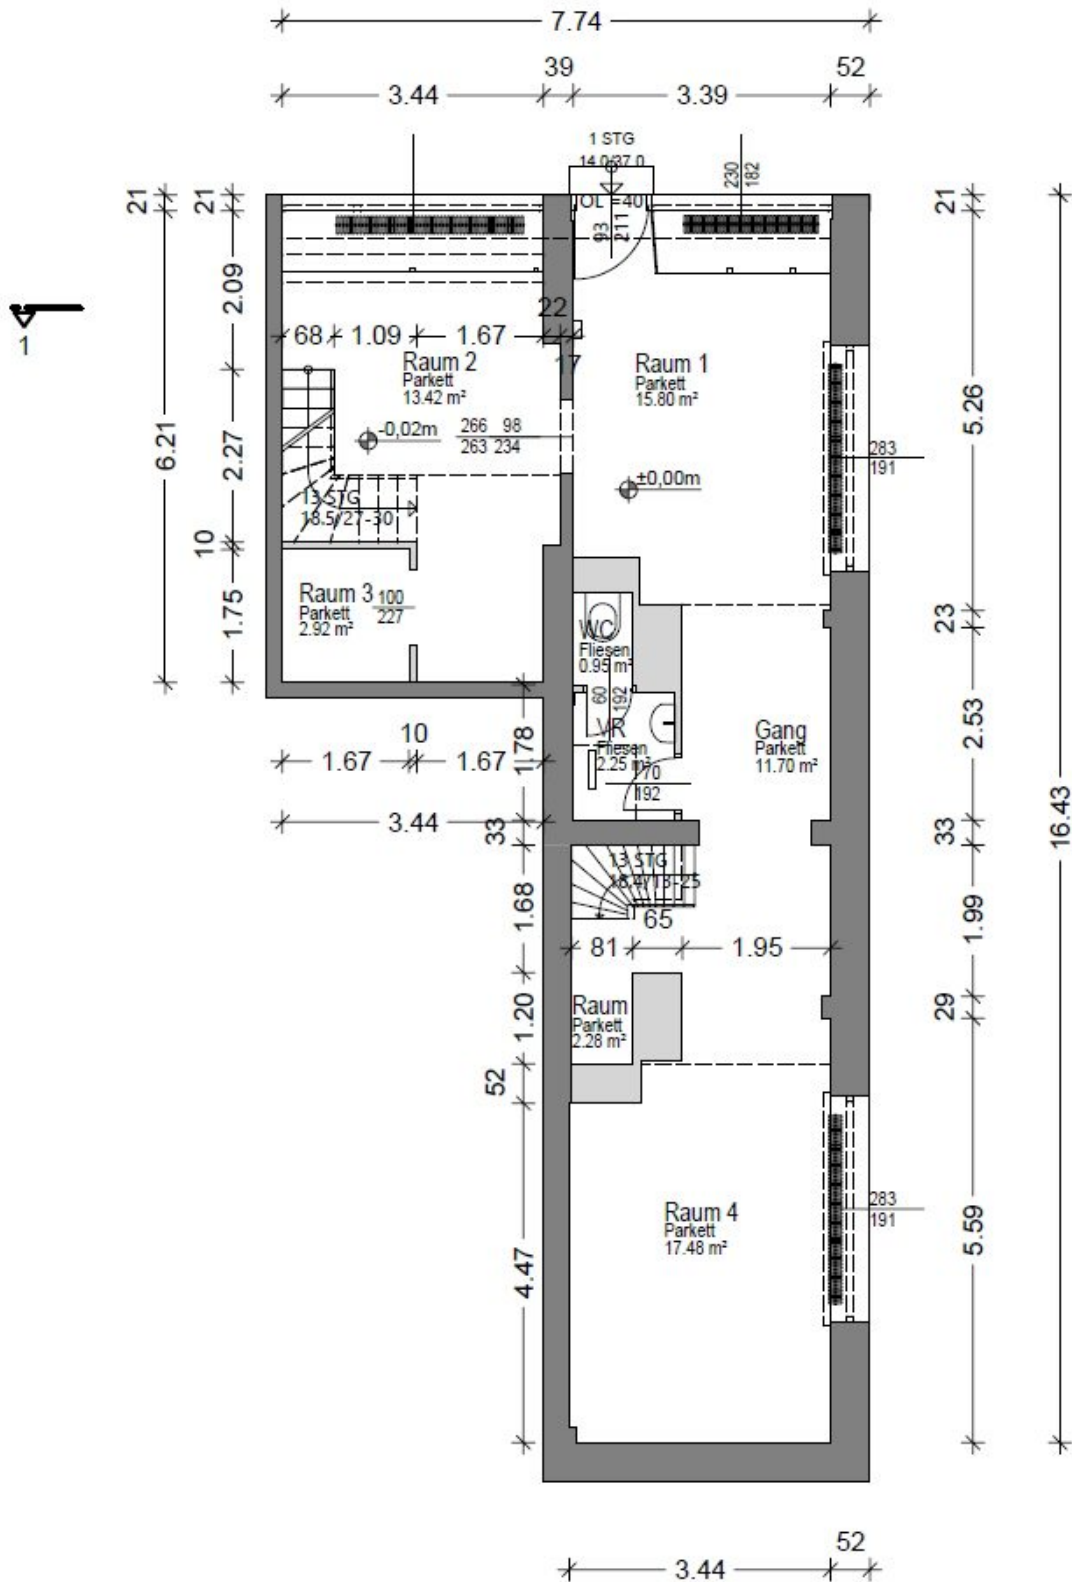 7.74
39
52
3.44
3.39
1 STG
14.0/37.0
230
182
21
21
OL =40
93
211
21
2.09
22
68
1.09
1.67
17
1
Raum 2
Parkett
13.42 m²
Raum 1
Parkett
15.80 m²
5.26
-0,02m
266 98
263 234
283
191
6.21
2.27
±0,00m
13 STG
18.5/27-30
10
Raum 3
Parkett
2.92 m²
100
227
1.75
WC
Fliesen
0.95 m²
23
60
192
10
1.67
1.67
1.78
VR
Fliesen
2.25 m²
70
192
Gang
Parkett
11.70 m²
2.53
16.43
3.44
33
33
13 STG
18.4/13-25
1.68
65
81
1.95
1.99
Raum
Parkett
2.28 m²
1.20
29
52
Raum 4
Parkett
17.48 m²
283
191
4.47
5.59
52
3.44